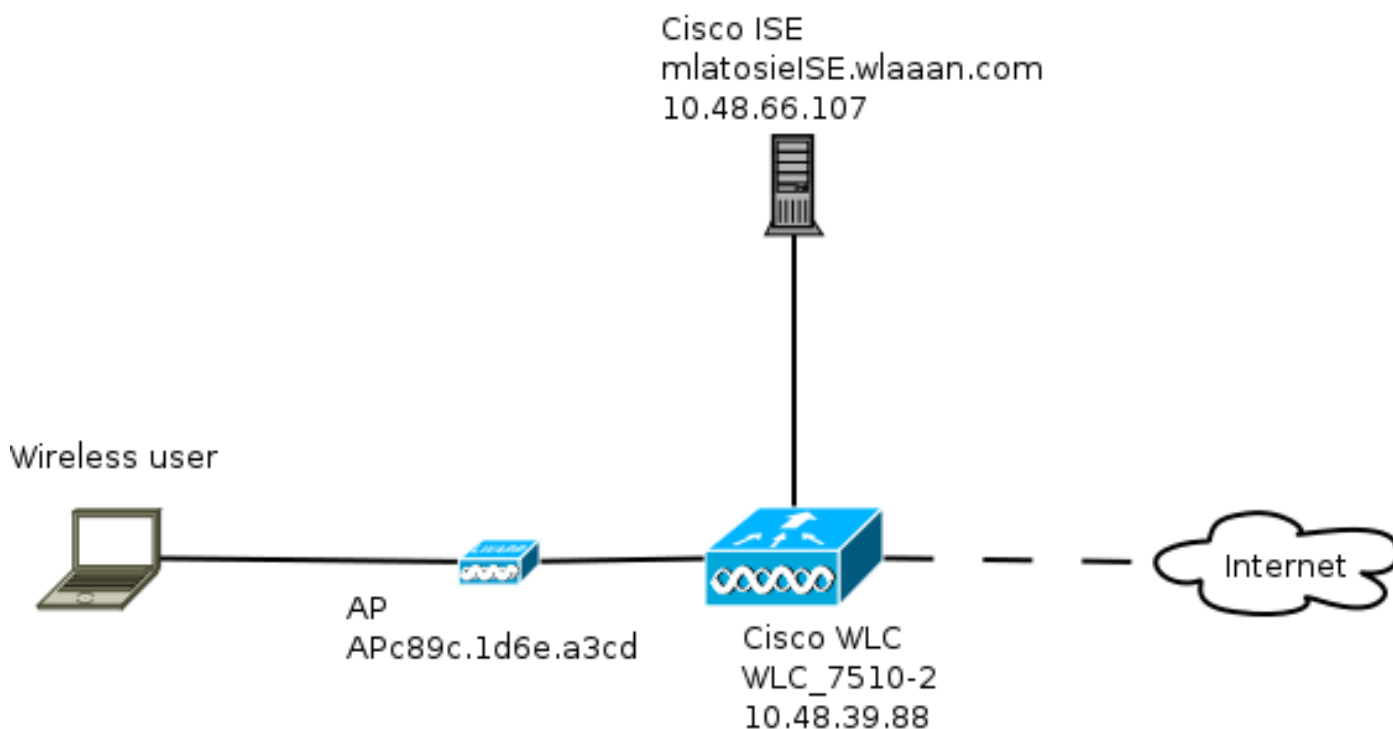 Cisco ISE
mlatosieISE.wlaaan.com
10.48.66.107
Wireless user
LWAPP
AP
APc89c.1d6e.a3cd
Cisco WLC
WLC_7510-2
10.48.39.88
Internet